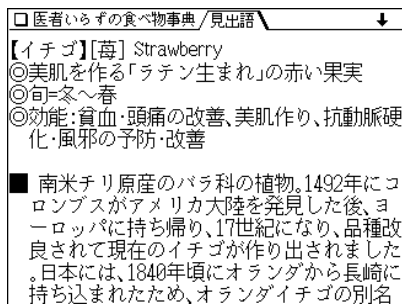 □医者いらずの食べ物事典/見出語 ↓
【イチゴ】[苺] Strawberry
◎美肌を作る「ラテン生まれ」の赤い果実
◎旬=冬〜春
◎効能:貧血・頭痛の改善、美肌作り、抗動脈硬
化・風邪の予防・改善
■ 南米チリ原産のバラ科の植物。1492年にコ
ロンブスがアメリカ大陸を発見した後、ヨ
ーロッパに持ち帰り、17世紀になり、品種改
良されて現在のイチゴが作り出されました
。日本には、1840年頃にオランダから長崎に
持ち込まれたため、オランダイチゴの別名